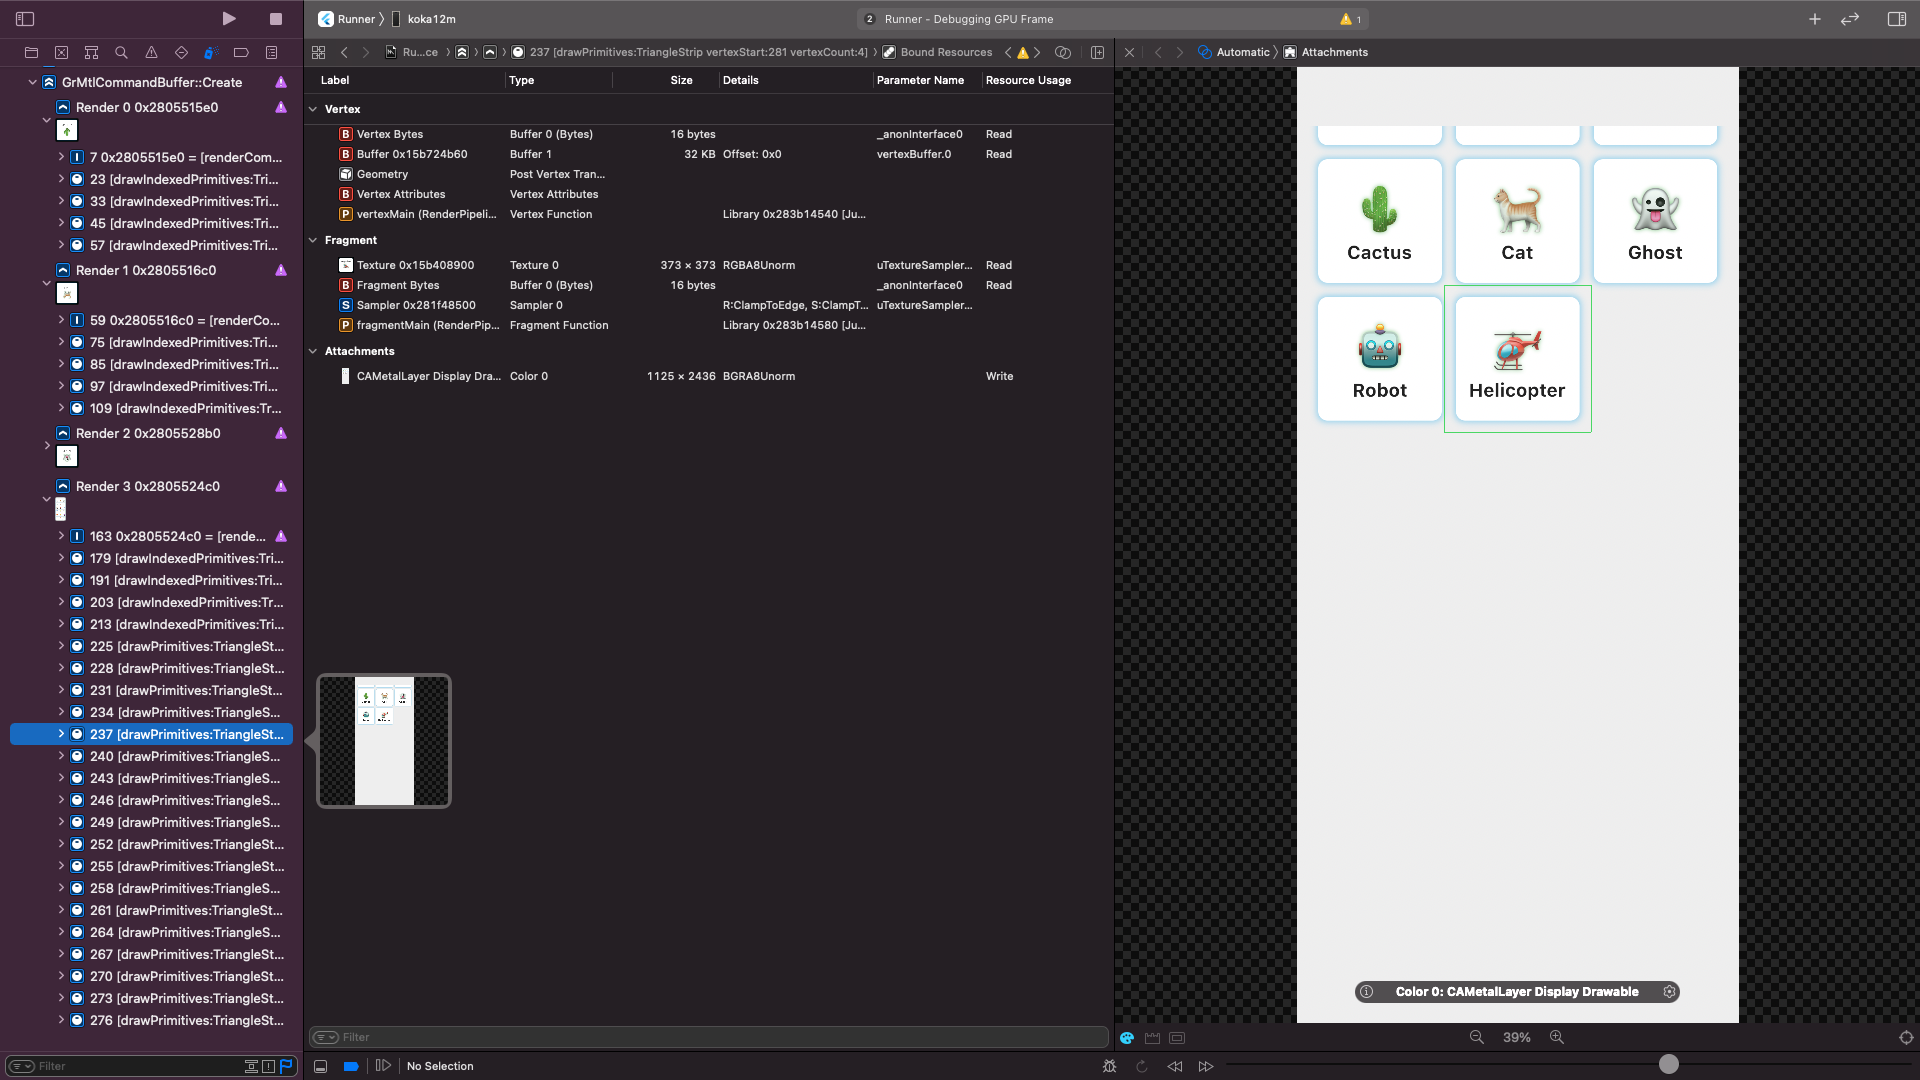 Runner koka12m
2 Runner - Debugging GPU Frame 1
Ru...ce 237 [drawPrimitives:TriangleStrip vertexStart:281 vertexCount:4] Bound Resources
Automatic Attachments
GrMtlCommandBuffer::Create
Render 0 0x2805515e0
7 0x2805515e0 = [renderCom...
23 [drawIndexedPrimitives:Tri...
33 [drawIndexedPrimitives:Tri...
45 [drawIndexedPrimitives:Tri...
57 [drawIndexedPrimitives:Tri...
Render 1 0x2805516c0
59 0x2805516c0 = [renderCo...
75 [drawIndexedPrimitives:Tri...
85 [drawIndexedPrimitives:Tri...
97 [drawIndexedPrimitives:Tri...
109 [drawIndexedPrimitives:Tr...
Render 2 0x2805528b0
Render 3 0x2805524c0
163 0x2805524c0 = [rende...
179 [drawIndexedPrimitives:Tri...
191 [drawIndexedPrimitives:Tri...
203 [drawIndexedPrimitives:Tr...
213 [drawIndexedPrimitives:Tri...
225 [drawPrimitives:TriangleSt...
228 [drawPrimitives:TriangleSt...
231 [drawPrimitives:TriangleSt...
234 [drawPrimitives:TriangleS...
237 [drawPrimitives:TriangleSt...
240 [drawPrimitives:TriangleS...
243 [drawPrimitives:TriangleS...
246 [drawPrimitives:TriangleS...
249 [drawPrimitives:TriangleS...
252 [drawPrimitives:TriangleS...
255 [drawPrimitives:TriangleS...
258 [drawPrimitives:TriangleS...
261 [drawPrimitives:TriangleSt...
264 [drawPrimitives:TriangleS...
267 [drawPrimitives:TriangleSt...
270 [drawPrimitives:TriangleSt...
273 [drawPrimitives:TriangleSt...
276 [drawPrimitives:TriangleSt...
Filter
Label Type Size Details Parameter Name Resource Usage
Vertex
B Vertex Bytes Buffer 0 (Bytes) 16 bytes _anonInterface0 Read
B Buffer 0x15b724b60 Buffer 1 32 KB Offset: 0x0 vertexBuffer.0 Read
Geometry Post Vertex Tran...
B Vertex Attributes Vertex Attributes
P vertexMain (RenderPipeli... Vertex Function Library 0x283b14540 [Ju...
Fragment
Texture 0x15b408900 Texture 0 373 × 373 RGBA8Unorm uTextureSampler... Read
B Fragment Bytes Buffer 0 (Bytes) 16 bytes _anonInterface0 Read
S Sampler 0x281f48500 Sampler 0 R:ClampToEdge, S:ClampT... uTextureSampler...
P fragmentMain (RenderPip... Fragment Function Library 0x283b14580 [Ju...
Attachments
CAMetalLayer Display Dra... Color 0 1125 × 2436 BGRA8Unorm Write
Filter
No Selection
Cactus Cat Ghost
Robot Helicopter
Color 0: CAMetalLayer Display Drawable
39%